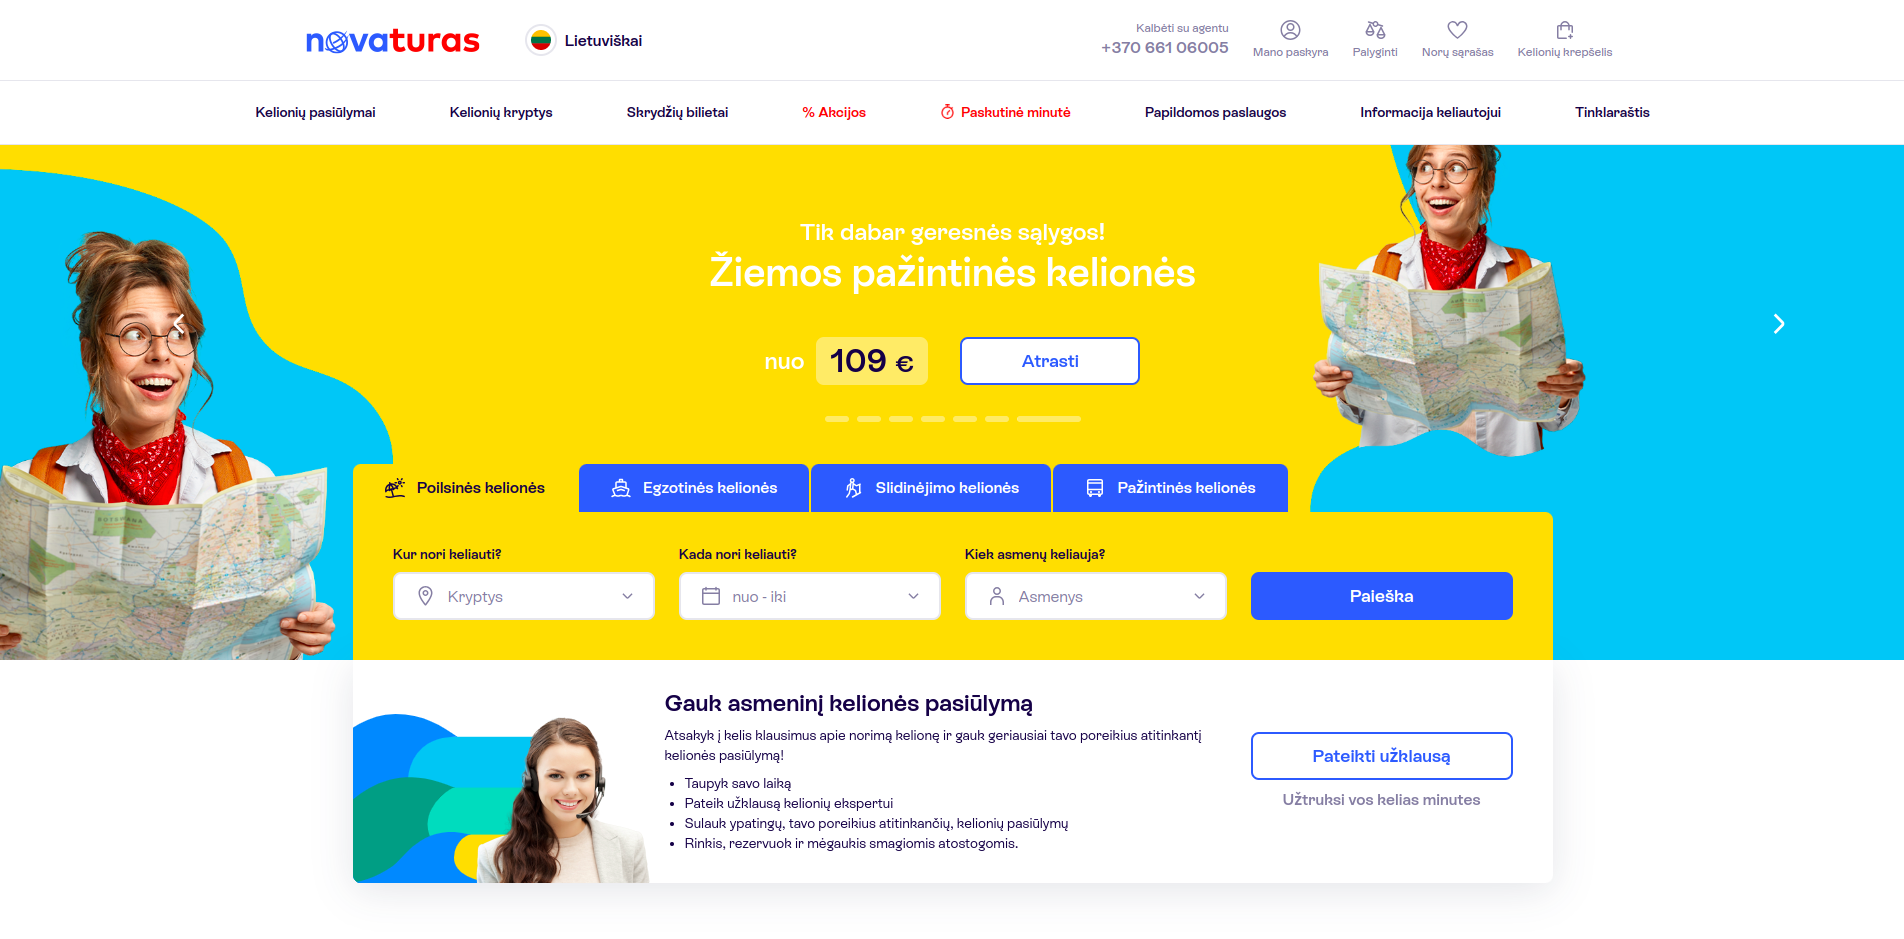 novaturas
Lietuviškai
Kalbėti su agentu
+370 661 06005
Mano paskyra
Palyginti
Norų sąrašas
Kelionių krepšelis
Kelionių pasiūlymai
Kelionių kryptys
Skrydžių bilietai
% Akcijos
Paskutinė minutė
Papildomos paslaugos
Informacija keliautojui
Tinklaraštis
Tik dabar geresnės sąlygos!
Žiemos pažintinės kelionės
nuo 109 €
Atrasti
Poilsinės kelionės
Egzotinės kelionės
Slidinėjimo kelionės
Pažintinės kelionės
Kur nori keliauti?
Kada nori keliauti?
Kiek asmenų keliauja?
Kryptys
nuo - iki
Asmenys
Paieška
Gauk asmeninį kelionės pasiūlymą
Atsakyk į kelis klausimus apie norimą kelionę ir gauk geriausiai tavo poreikius atitinkantį
kelionės pasiūlymą!
• Taupyk savo laiką
• Pateik užklausą kelionių ekspertui
• Sulauk ypatingų, tavo poreikius atitinkančių, kelionių pasiūlymų
• Rinkis, rezervuok ir mėgaukis smagiomis atostogomis.
Pateikti užklausą
Užtruksi vos kelias minutes